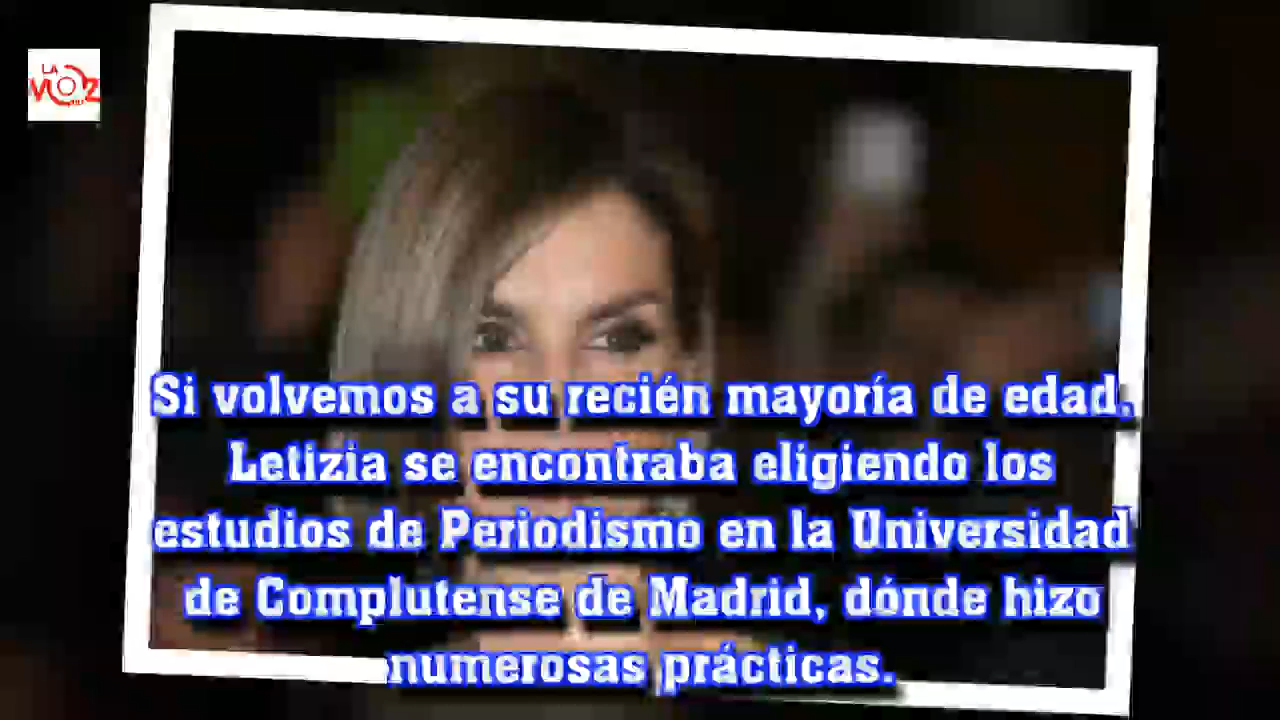 LA
VOZ
Si volvemos a su recién mayoría de edad,
Letizia se encontraba eligiendo los
estudios de Periodismo en la Universidad
de Complutense de Madrid, dónde hizo
numerosas prácticas.